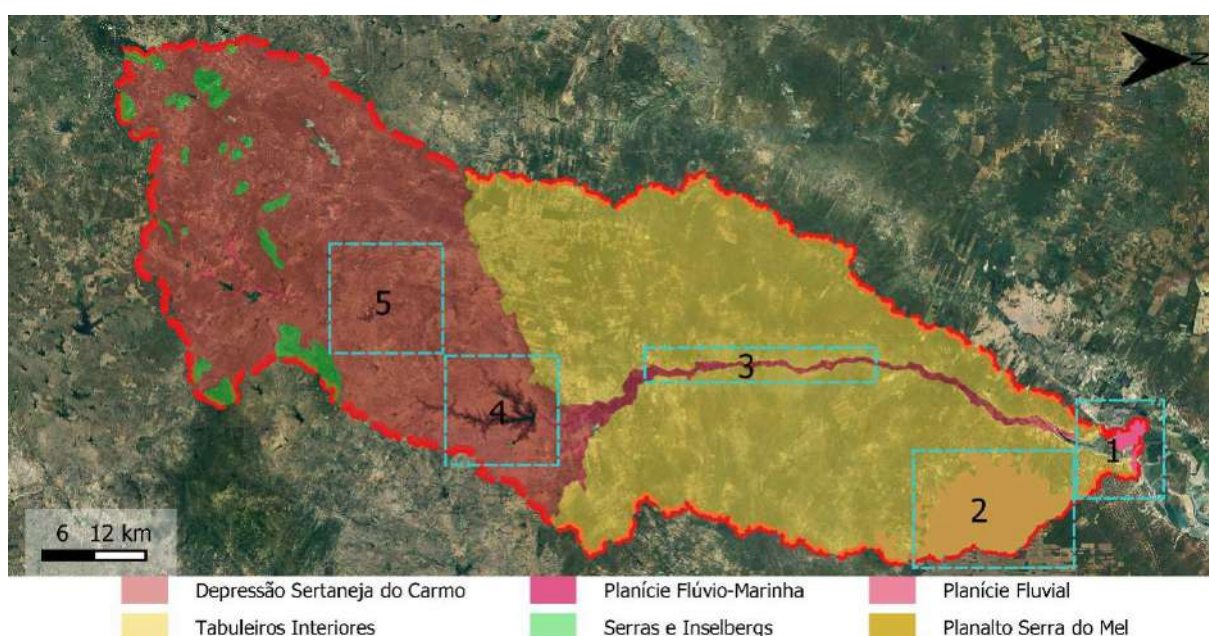 N
5
3
4
1
2
6 12 km
Depressão Sertaneja do Carmo
Planície Flúvio-Marinha
Planície Fluvial
Tabuleiros Interiores
Serras e Inselbergs
Planalto Serra do Mel